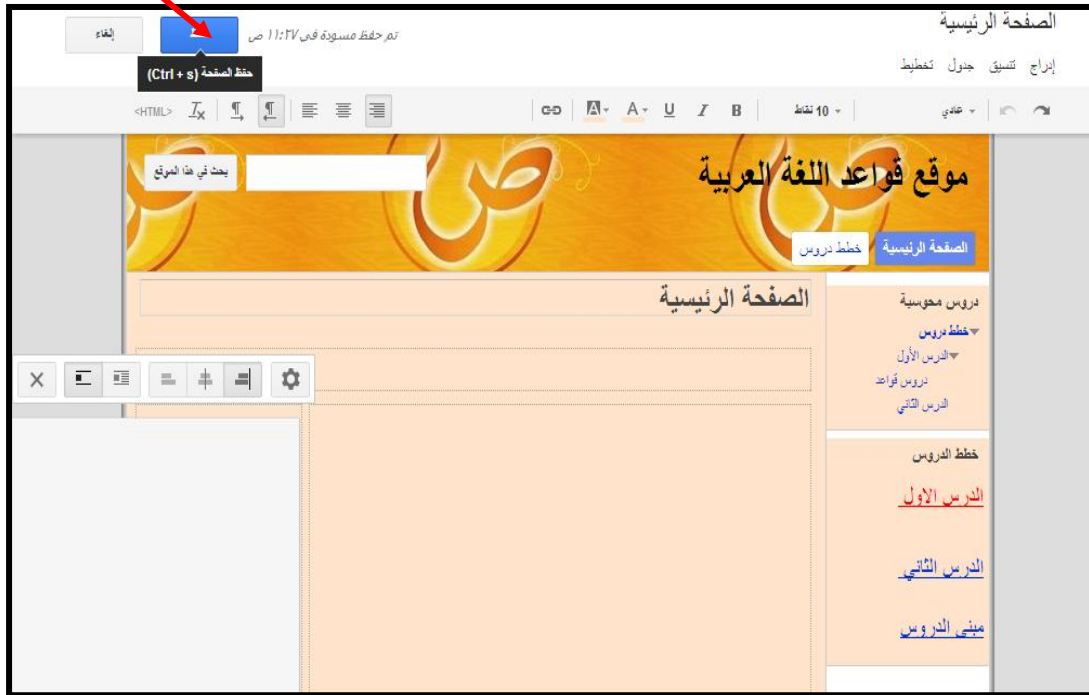 الصفحة الرئيسية
تم حفظ مسودة في ١١:٢٧ ص
إلغاء
إدراج تنسيق جدول تخطيط
حفظ الصفحة (Ctrl + s)
عادي
10 نقاط
B I U A A
<HTML>
موقع قواعد اللغة العربية
بحث في هذا الموقع
الصفحة الرئيسية
خطط دروس
الصفحة الرئيسية
دروس محوسبة
خطط دروس
الدرس الأول
دروس قواعد
الدرس الثاني
خطط الدروس
الدرس الاول
الدرس الثاني
مبنى الدروس